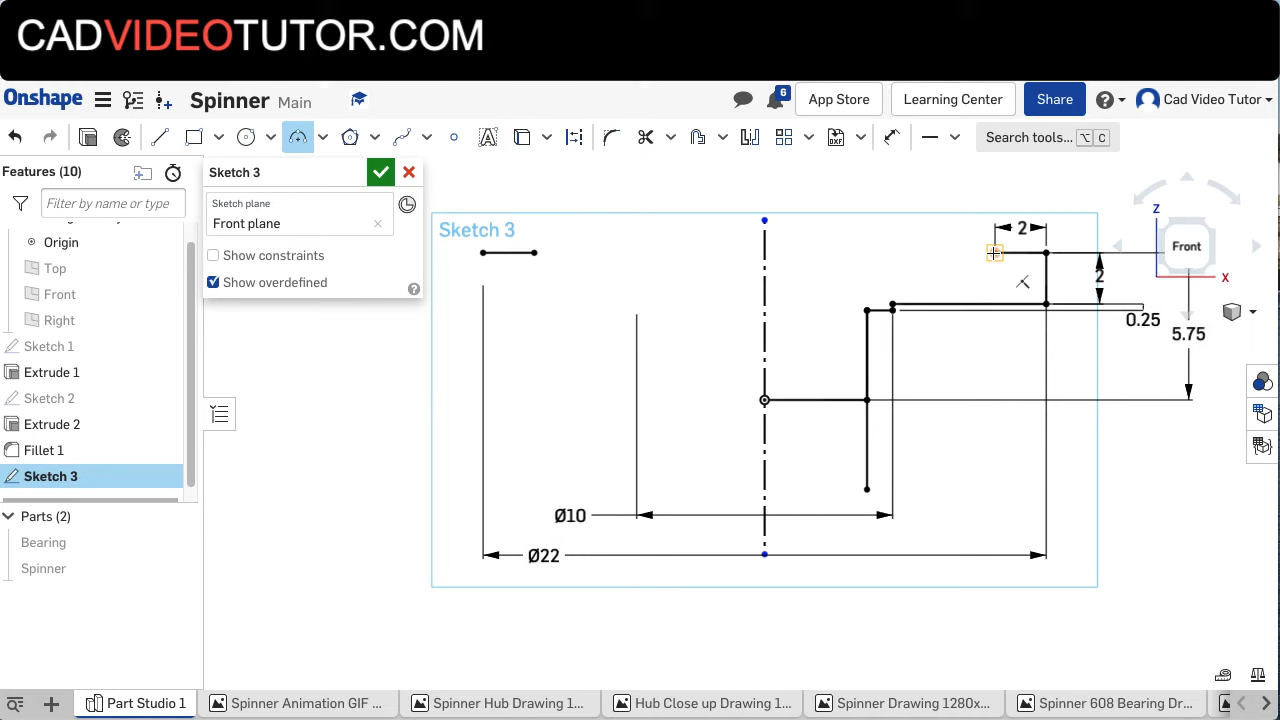 CADVIDEOTUTOR.COM
Onshape
Spinner Main
6
App Store
Learning Center
Share
Cad Video Tutor
Search tools... ⌥ C
Features (10)
Filter by name or type
Origin
Top
Front
Right
Sketch 1
Extrude 1
Sketch 2
Extrude 2
Fillet 1
Sketch 3
Parts (2)
Bearing
Spinner
Sketch 3
Sketch plane
Front plane
Show constraints
Show overdefined
Sketch 3
2
2
0.25
5.75
Ø10
Ø22
Z
Front
X
Part Studio 1
Spinner Animation GIF ...
Spinner Hub Drawing 1...
Hub Close up Drawing 1...
Spinner Drawing 1280x...
Spinner 608 Bearing Dr...